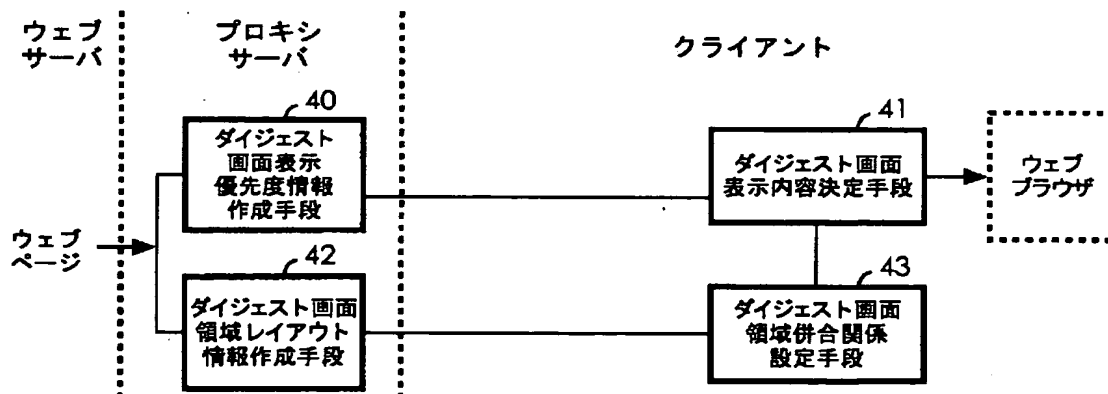 ウェブ
サーバ
プロキシ
サーバ
クライアント
40
ダイジェスト
画面表示
優先度情報
作成手段
41
ダイジェスト画面
表示内容決定手段
ウェブ
ブラウザ
ウェブ
ページ
42
ダイジェスト画面
領域レイアウト
情報作成手段
43
ダイジェスト画面
領域併合関係
設定手段